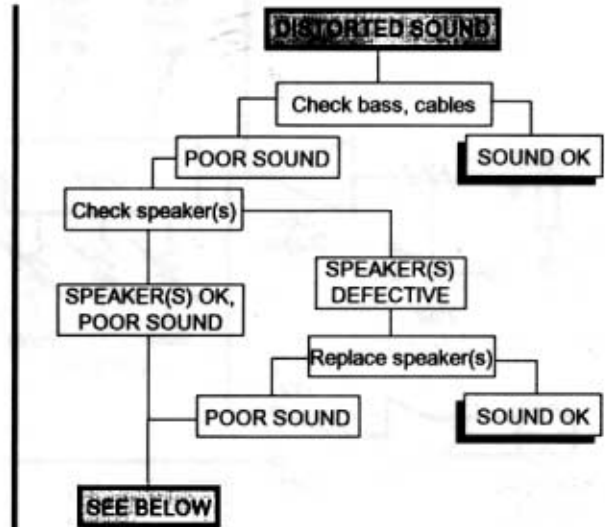 DISTORTED SOUND
Check bass, cables
POOR SOUND
SOUND OK
Check speaker(s)
SPEAKER(S) OK,
POOR SOUND
SPEAKER(S)
DEFECTIVE
Replace speaker(s)
POOR SOUND
SOUND OK
SEE BELOW